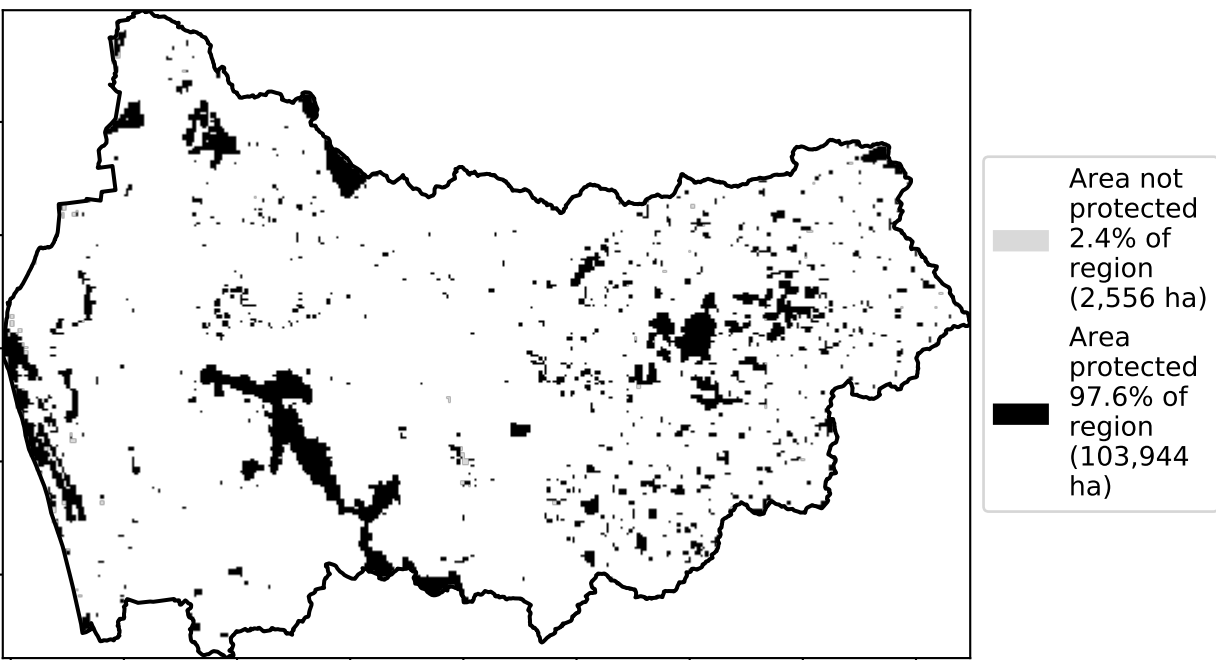 Area not
protected
2.4% of
region
(2,556 ha)
Area
protected
97.6% of
region
(103,944
ha)